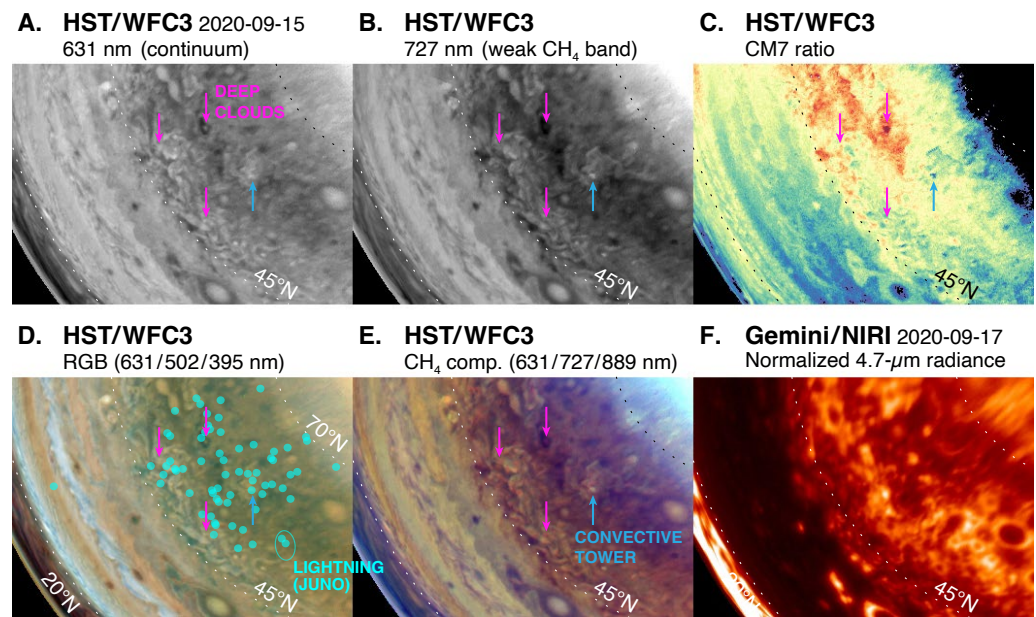 A. HST/WFC3 2020-09-15
631 nm (continuum)
B. HST/WFC3
727 nm (weak CH₄ band)
C. HST/WFC3
CM7 ratio
DEEP
CLOUDS
45°N
45°N
45°N
D. HST/WFC3
RGB (631/502/395 nm)
E. HST/WFC3
CH₄ comp. (631/727/889 nm)
F. Gemini/NIRI 2020-09-17
Normalized 4.7-µm radiance
70°N
CONVECTIVE
TOWER
LIGHTNING
(JUNO)
20°N
45°N
45°N